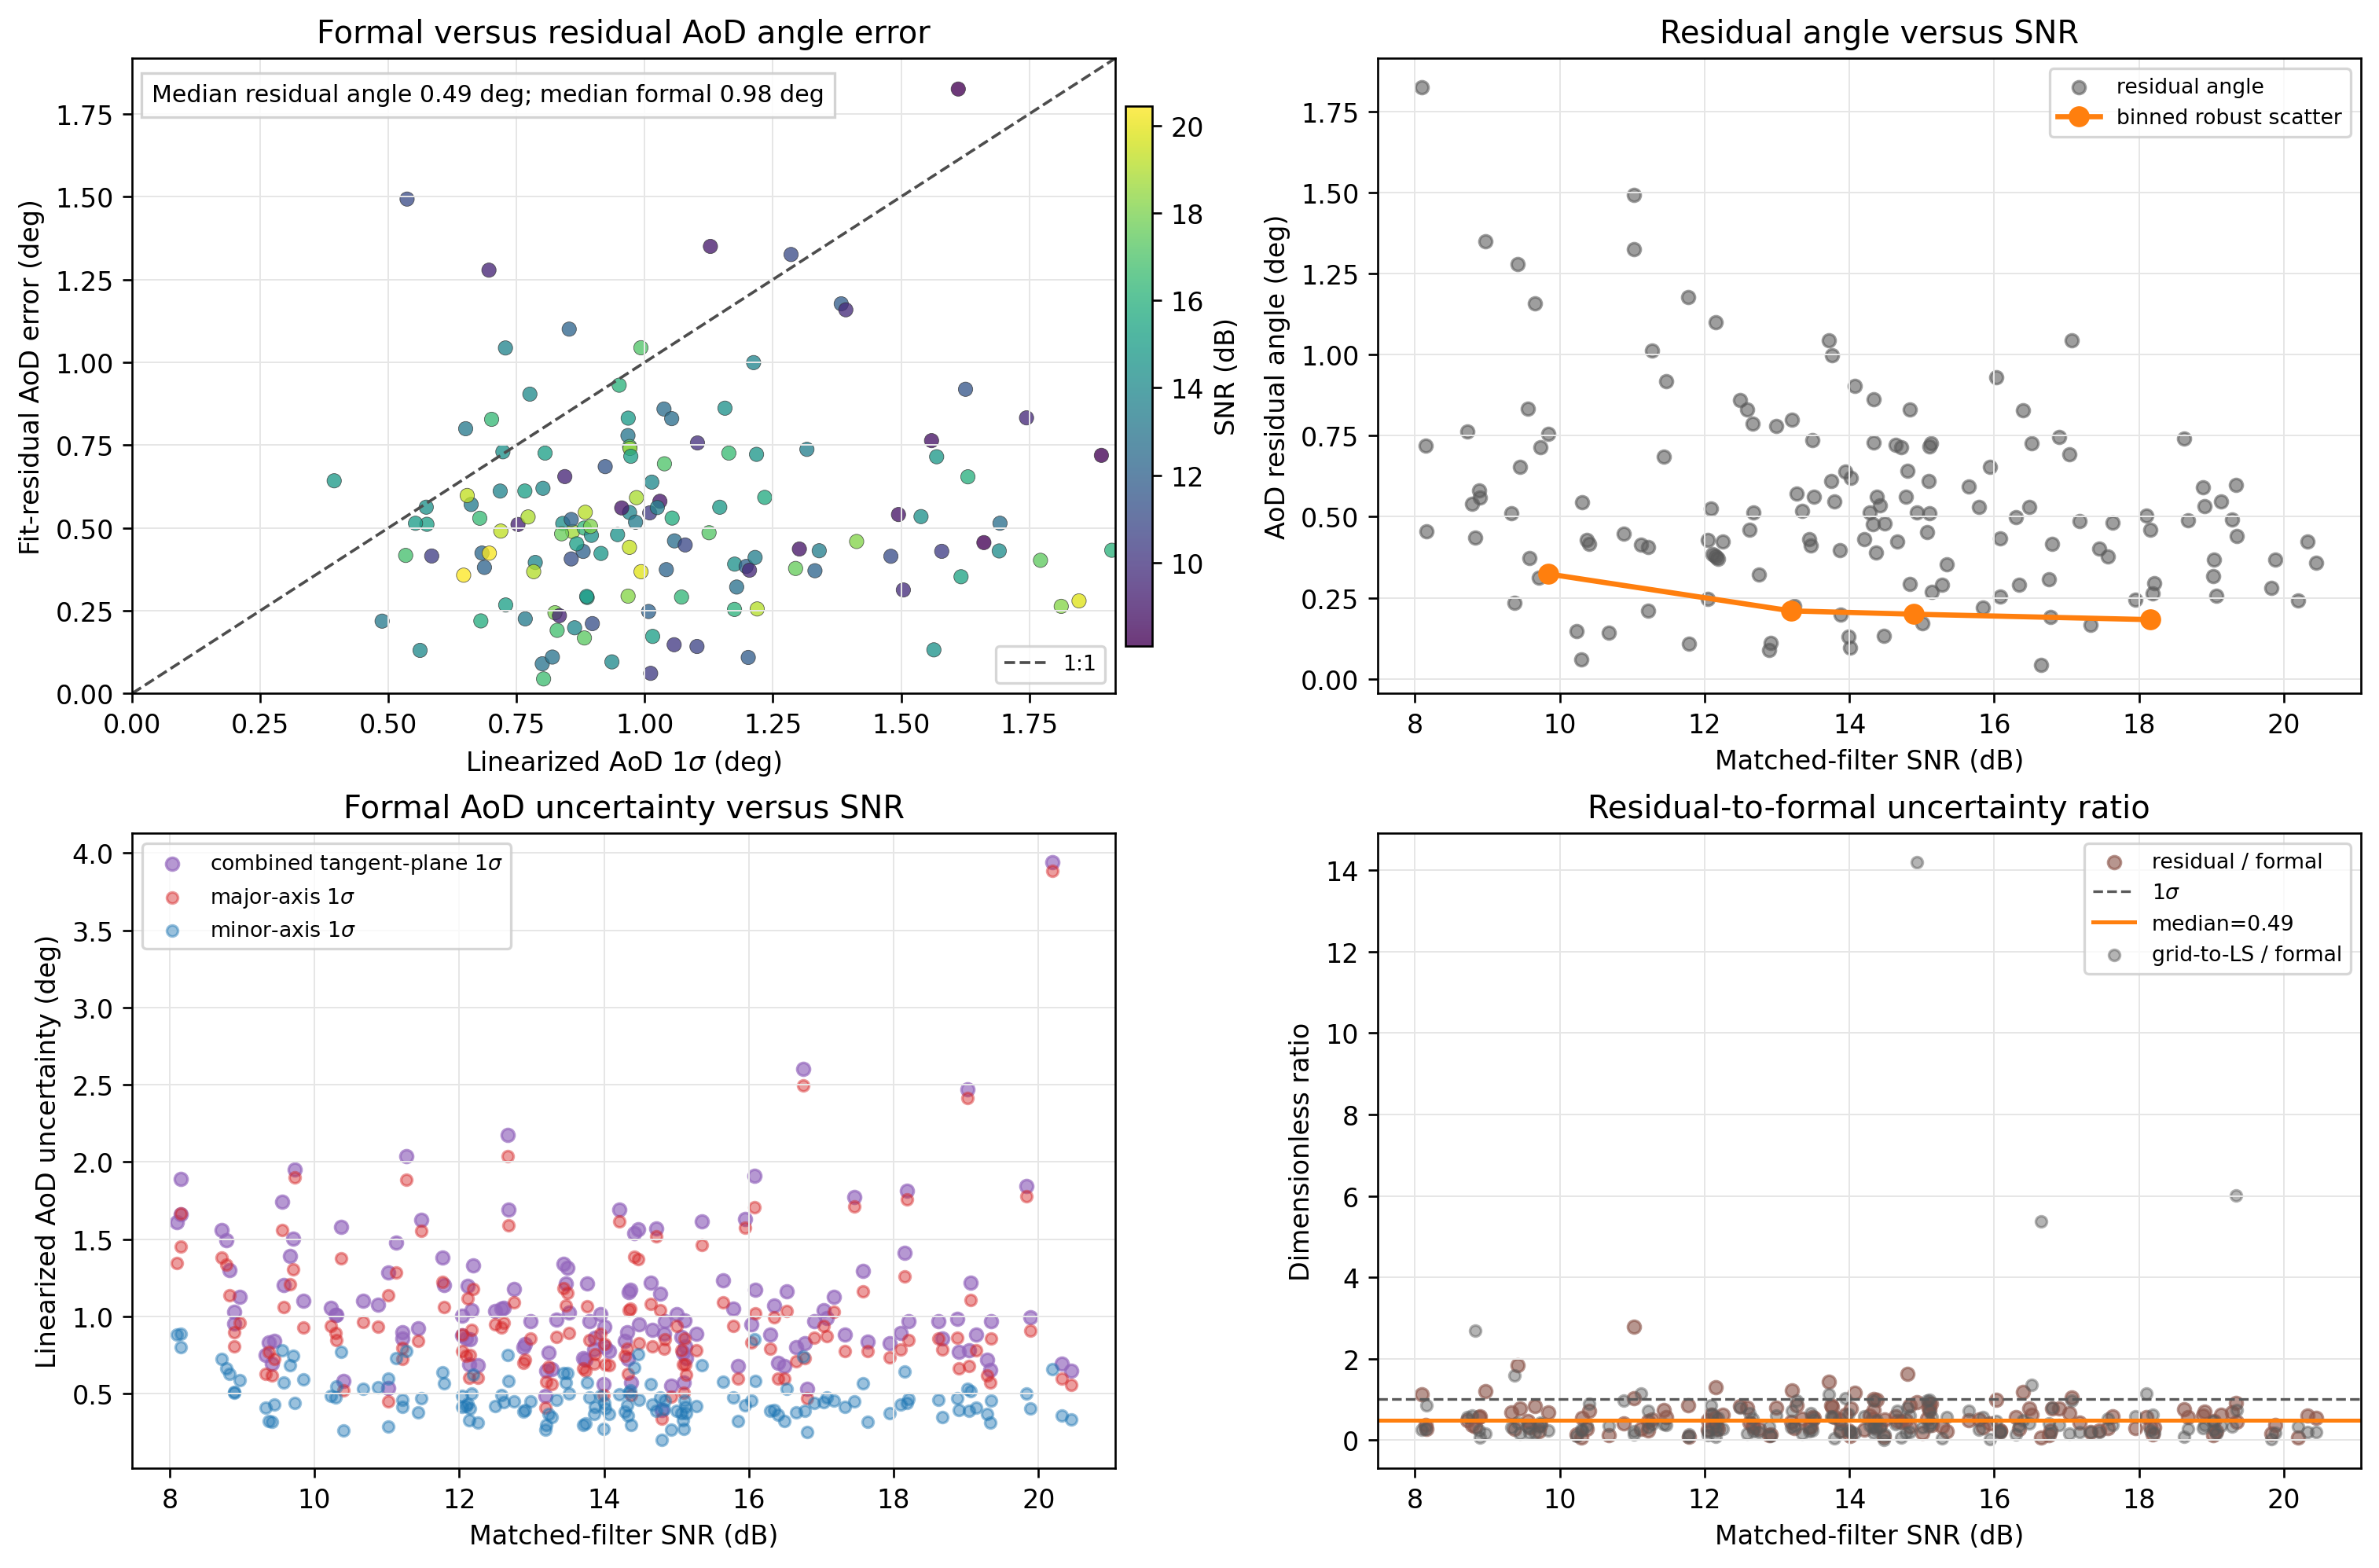 Formal versus residual AoD angle error
Median residual angle 0.49 deg; median formal 0.98 deg
Fit-residual AoD error (deg)
1.75
1.50
1.25
1.00
0.75
0.50
0.25
0.00
1:1
0.00 0.25 0.50 0.75 1.00 1.25 1.50 1.75
Linearized AoD 1σ (deg)
20
18
16
14
12
10
SNR (dB)
Residual angle versus SNR
residual angle
binned robust scatter
AoD residual angle (deg)
1.75
1.50
1.25
1.00
0.75
0.50
0.25
0.00
8 10 12 14 16 18 20
Matched-filter SNR (dB)
Formal AoD uncertainty versus SNR
combined tangent-plane 1σ
major-axis 1σ
minor-axis 1σ
Linearized AoD uncertainty (deg)
4.0
3.5
3.0
2.5
2.0
1.5
1.0
0.5
8 10 12 14 16 18 20
Matched-filter SNR (dB)
Residual-to-formal uncertainty ratio
residual / formal
1σ
median=0.49
grid-to-LS / formal
Dimensionless ratio
14
12
10
8
6
4
2
0
8 10 12 14 16 18 20
Matched-filter SNR (dB)